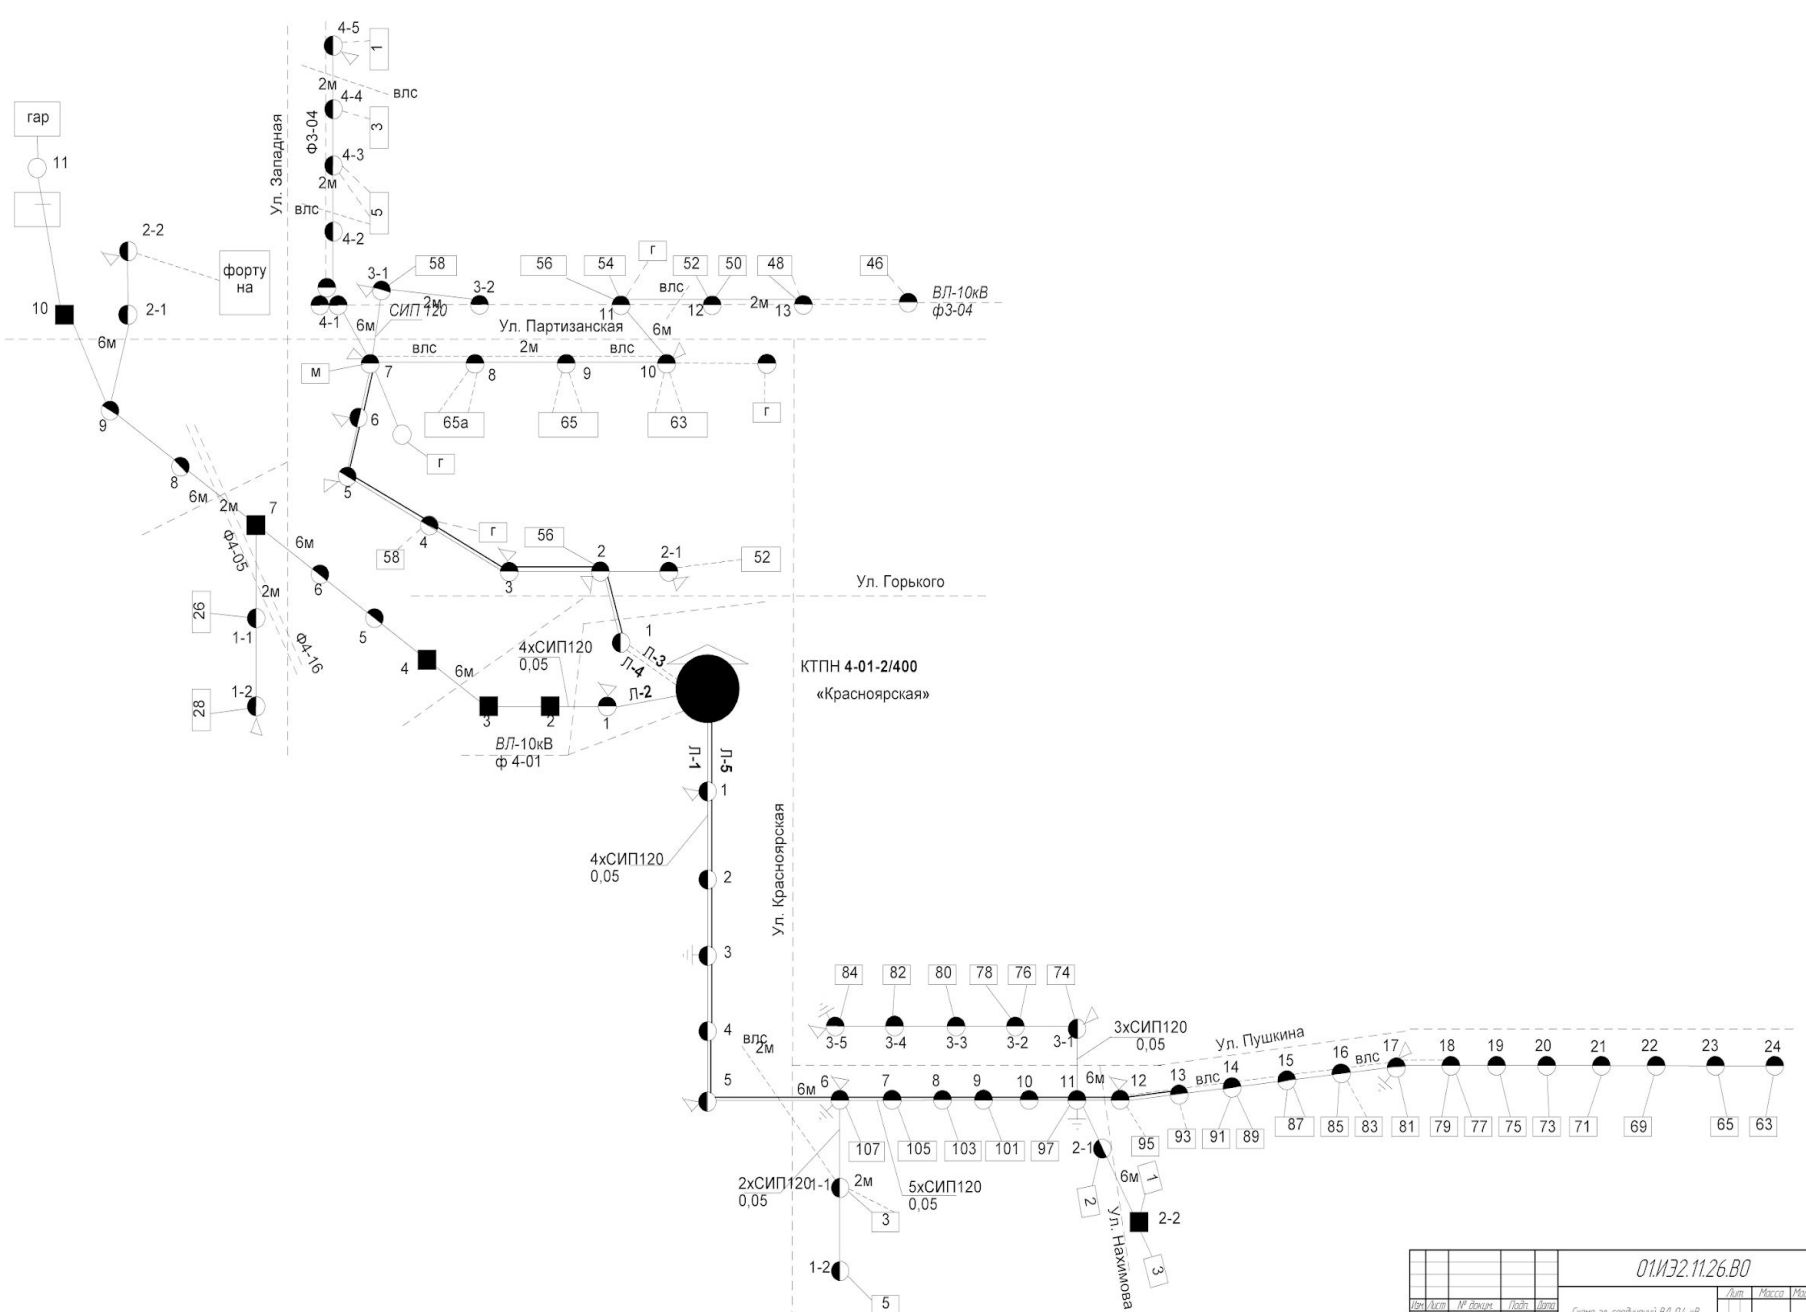 4-5
1
2м
влс
4-4
гар
Ф3-04
3
Ул. Западная
4-3
11
2м
влс
5
2-2
4-2
форту
на
3-1
58
56
54
г
52
50
48
46
влс
10
2-1
4-1
2м
3-2
СИП 120
11
12
2м
13
ВЛ-10кВ
ф3-04
6м
6м
Ул. Партизанская
6м
влс
2м
влс
м
7
8
9
10
9
6
65а
65
63
г
г
8
6м
2м
7
5
Ф4-05
6м
4
г
58
56
2
2-1
52
3
6
2м
Ул. Горького
26
1-1
5
Ф4-16
1
4хСИП120
0,05
Л-3
Л-4
4
6м
КТПН 4-01-2/400
«Красноярская»
28
1-2
Л-2
3
2
1
ВЛ-10кВ
ф 4-01
Л-1
Л-5
1
4хСИП120
0,05
2
Ул. Красноярская
3
84
82
80
78
76
74
4
влс
2м
3-5
3-4
3-3
3-2
3-1
3хСИП120
0,05
Ул. Пушкина
5
6м
6
7
8
9
10
11
6м
12
13
влс
14
15
16
влс
17
18
19
20
21
22
23
24
107
105
103
101
97
2-1
95
93
91
89
87
85
83
81
79
77
75
73
71
69
65
63
2хСИП120
0,05
1-1
2м
5хСИП120
0,05
6м
1
2
3
2-2
Ул. Нахимова
3
1-2
5
01.ИЭ2.11.26.ВО
Изм.
Лист
№ докум.
Подп.
Дата
Лит.
Масса